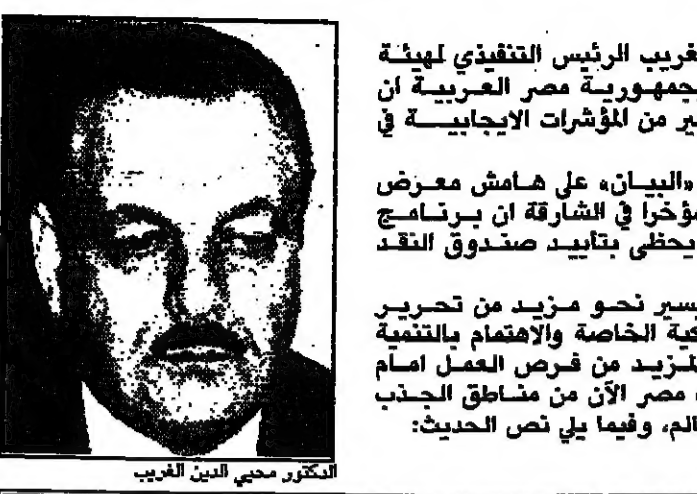 لغريب الرئيس التنفيذي لهيئة
جمهورية مصر العربية ان
ير من المؤشرات الايجابية في
«البيان» على هامش معرض
مؤخرا في الشارقة ان برنامج
يحظى بتأييد صندوق النقد
يسير نحو مزيد من تحرير
والاهتمام بالتنمية الخاصة
لمزيد من فرص العمل امام
مصر الآن من مناطق الجذب
الم، وفيما يلي نص الحديث:
الدكتور محيي الدين الغريب